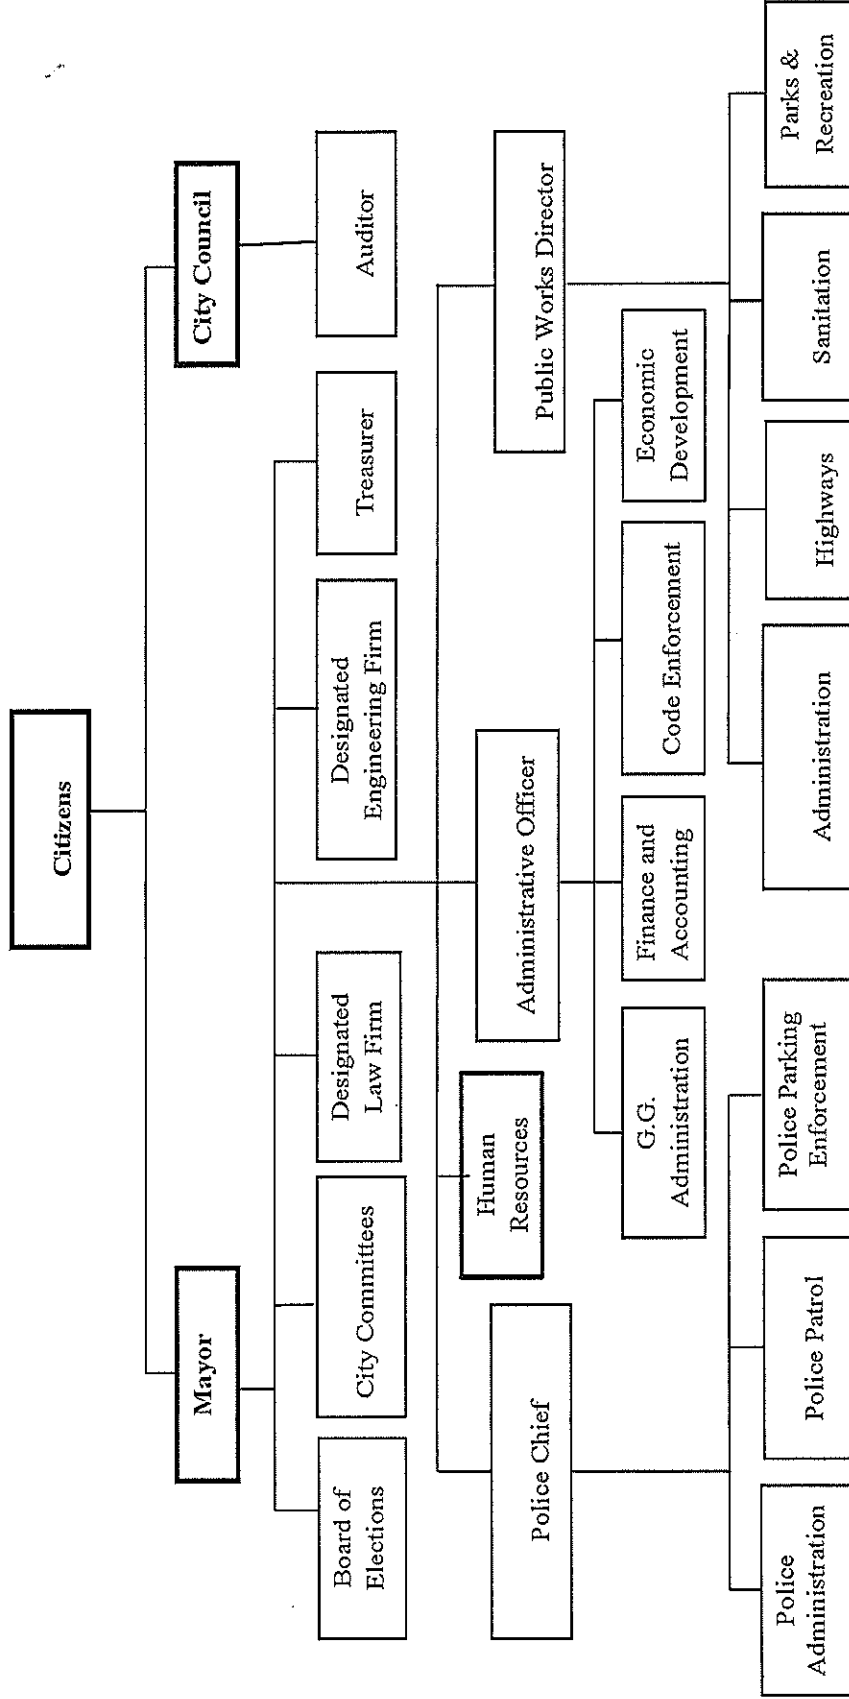 Citizens
Mayor
City Council
Board of
Elections
City Committees
Designated
Law Firm
Designated
Engineering Firm
Treasurer
Auditor
Police Chief
Human
Resources
Administrative Officer
Public Works Director
G.G.
Administration
Finance and
Accounting
Code Enforcement
Economic
Development
Police
Administration
Police Patrol
Police Parking
Enforcement
Administration
Highways
Sanitation
Parks &
Recreation